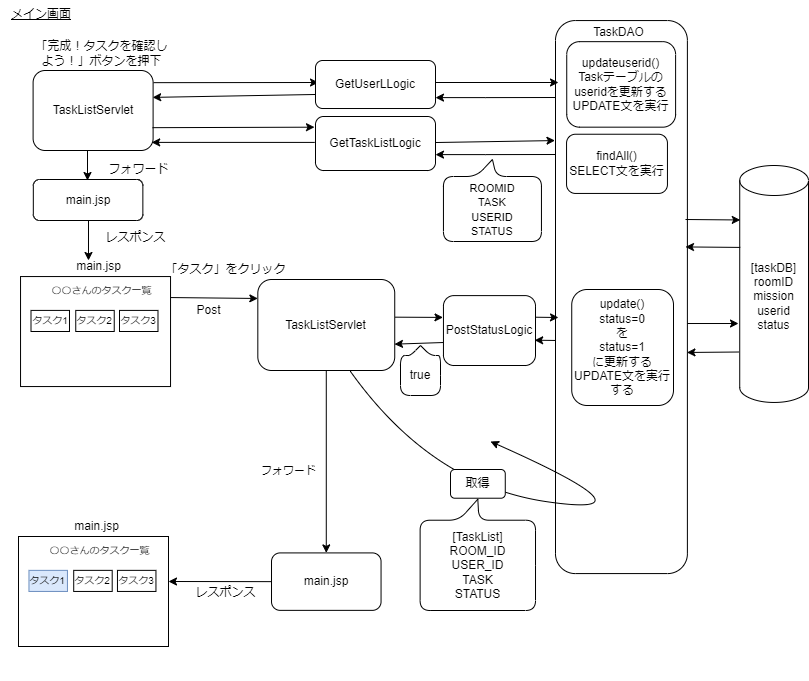 メイン画面
「完成！タスクを確認し
よう！」ボタンを押下
TaskListServlet
GetUserLLogic
GetTaskListLogic
TaskDAO
updateuserid()
Taskテーブルの
useridを更新する
UPDATE文を実行
findAll()
SELECT文を実行
ROOMID
TASK
USERID
STATUS
フォワード
main.jsp
レスポンス
main.jsp
〇〇さんのタスク一覧
タスク1
タスク2
タスク3
「タスク」をクリック
Post
TaskListServlet
PostStatusLogic
true
update()
status=0
を
status=1
に更新する
UPDATE文を実行
する
[taskDB]
roomID
mission
userid
status
フォワード
取得
[TaskList]
ROOM_ID
USER_ID
TASK
STATUS
main.jsp
レスポンス
main.jsp
〇〇さんのタスク一覧
タスク1
タスク2
タスク3